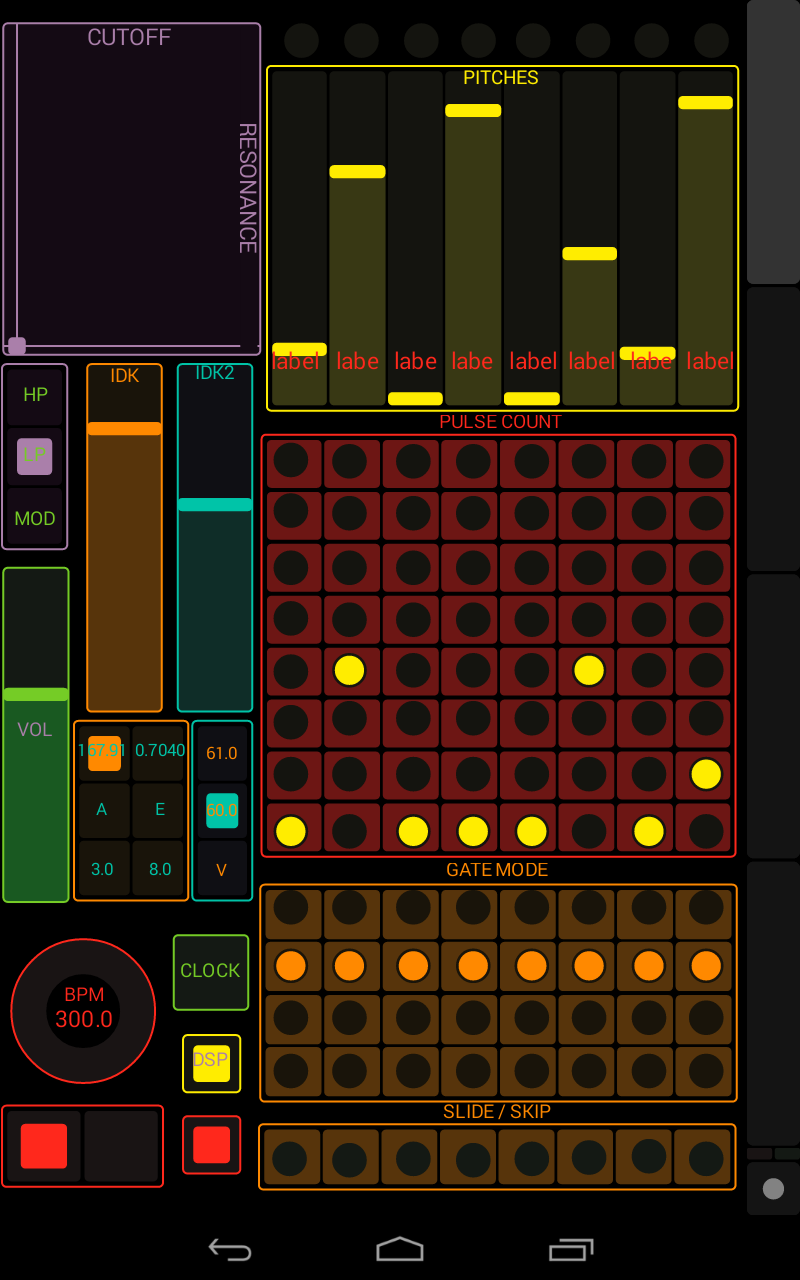 CUTOFF
RESONANCE
PITCHES
label labe labe labe label label labe label
HP
LP
MOD
IDK
IDK2
PULSE COUNT
VOL
167.91 0.7040
A E
3.0 8.0
61.0
60.0
V
GATE MODE
BPM
300.0
CLOCK
DSP
SLIDE / SKIP